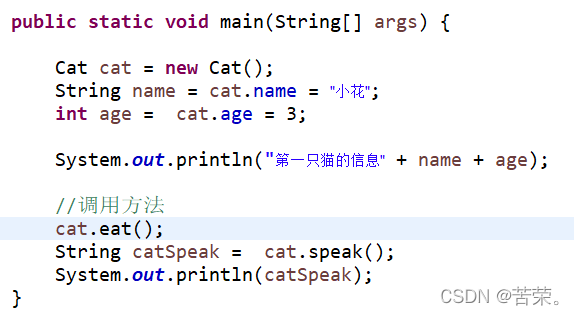 public static void main(String[] args) {
Cat cat = new Cat();
String name = cat.name = "小花";
int age =  cat.age = 3;
System.out.println("第一只猫的信息" + name + age);
//调用方法
cat.eat();
String catSpeak =  cat.speak();
System.out.println(catSpeak);
}
CSDN @苦荣。